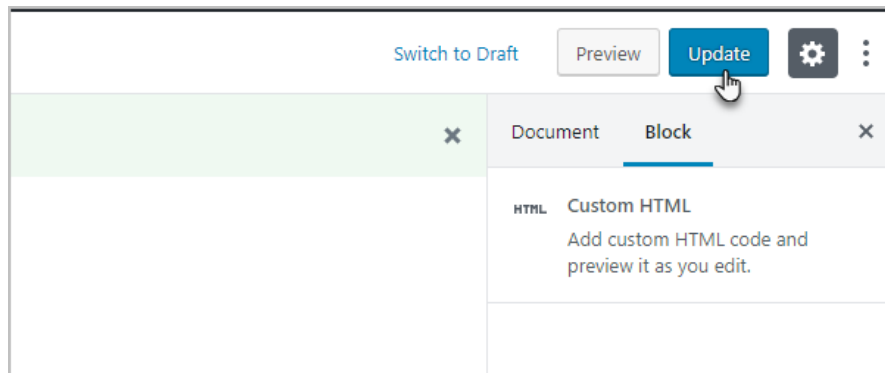 Switch to Draft
Preview
Update
Document
Block
HTML
Custom HTML
Add custom HTML code and
preview it as you edit.